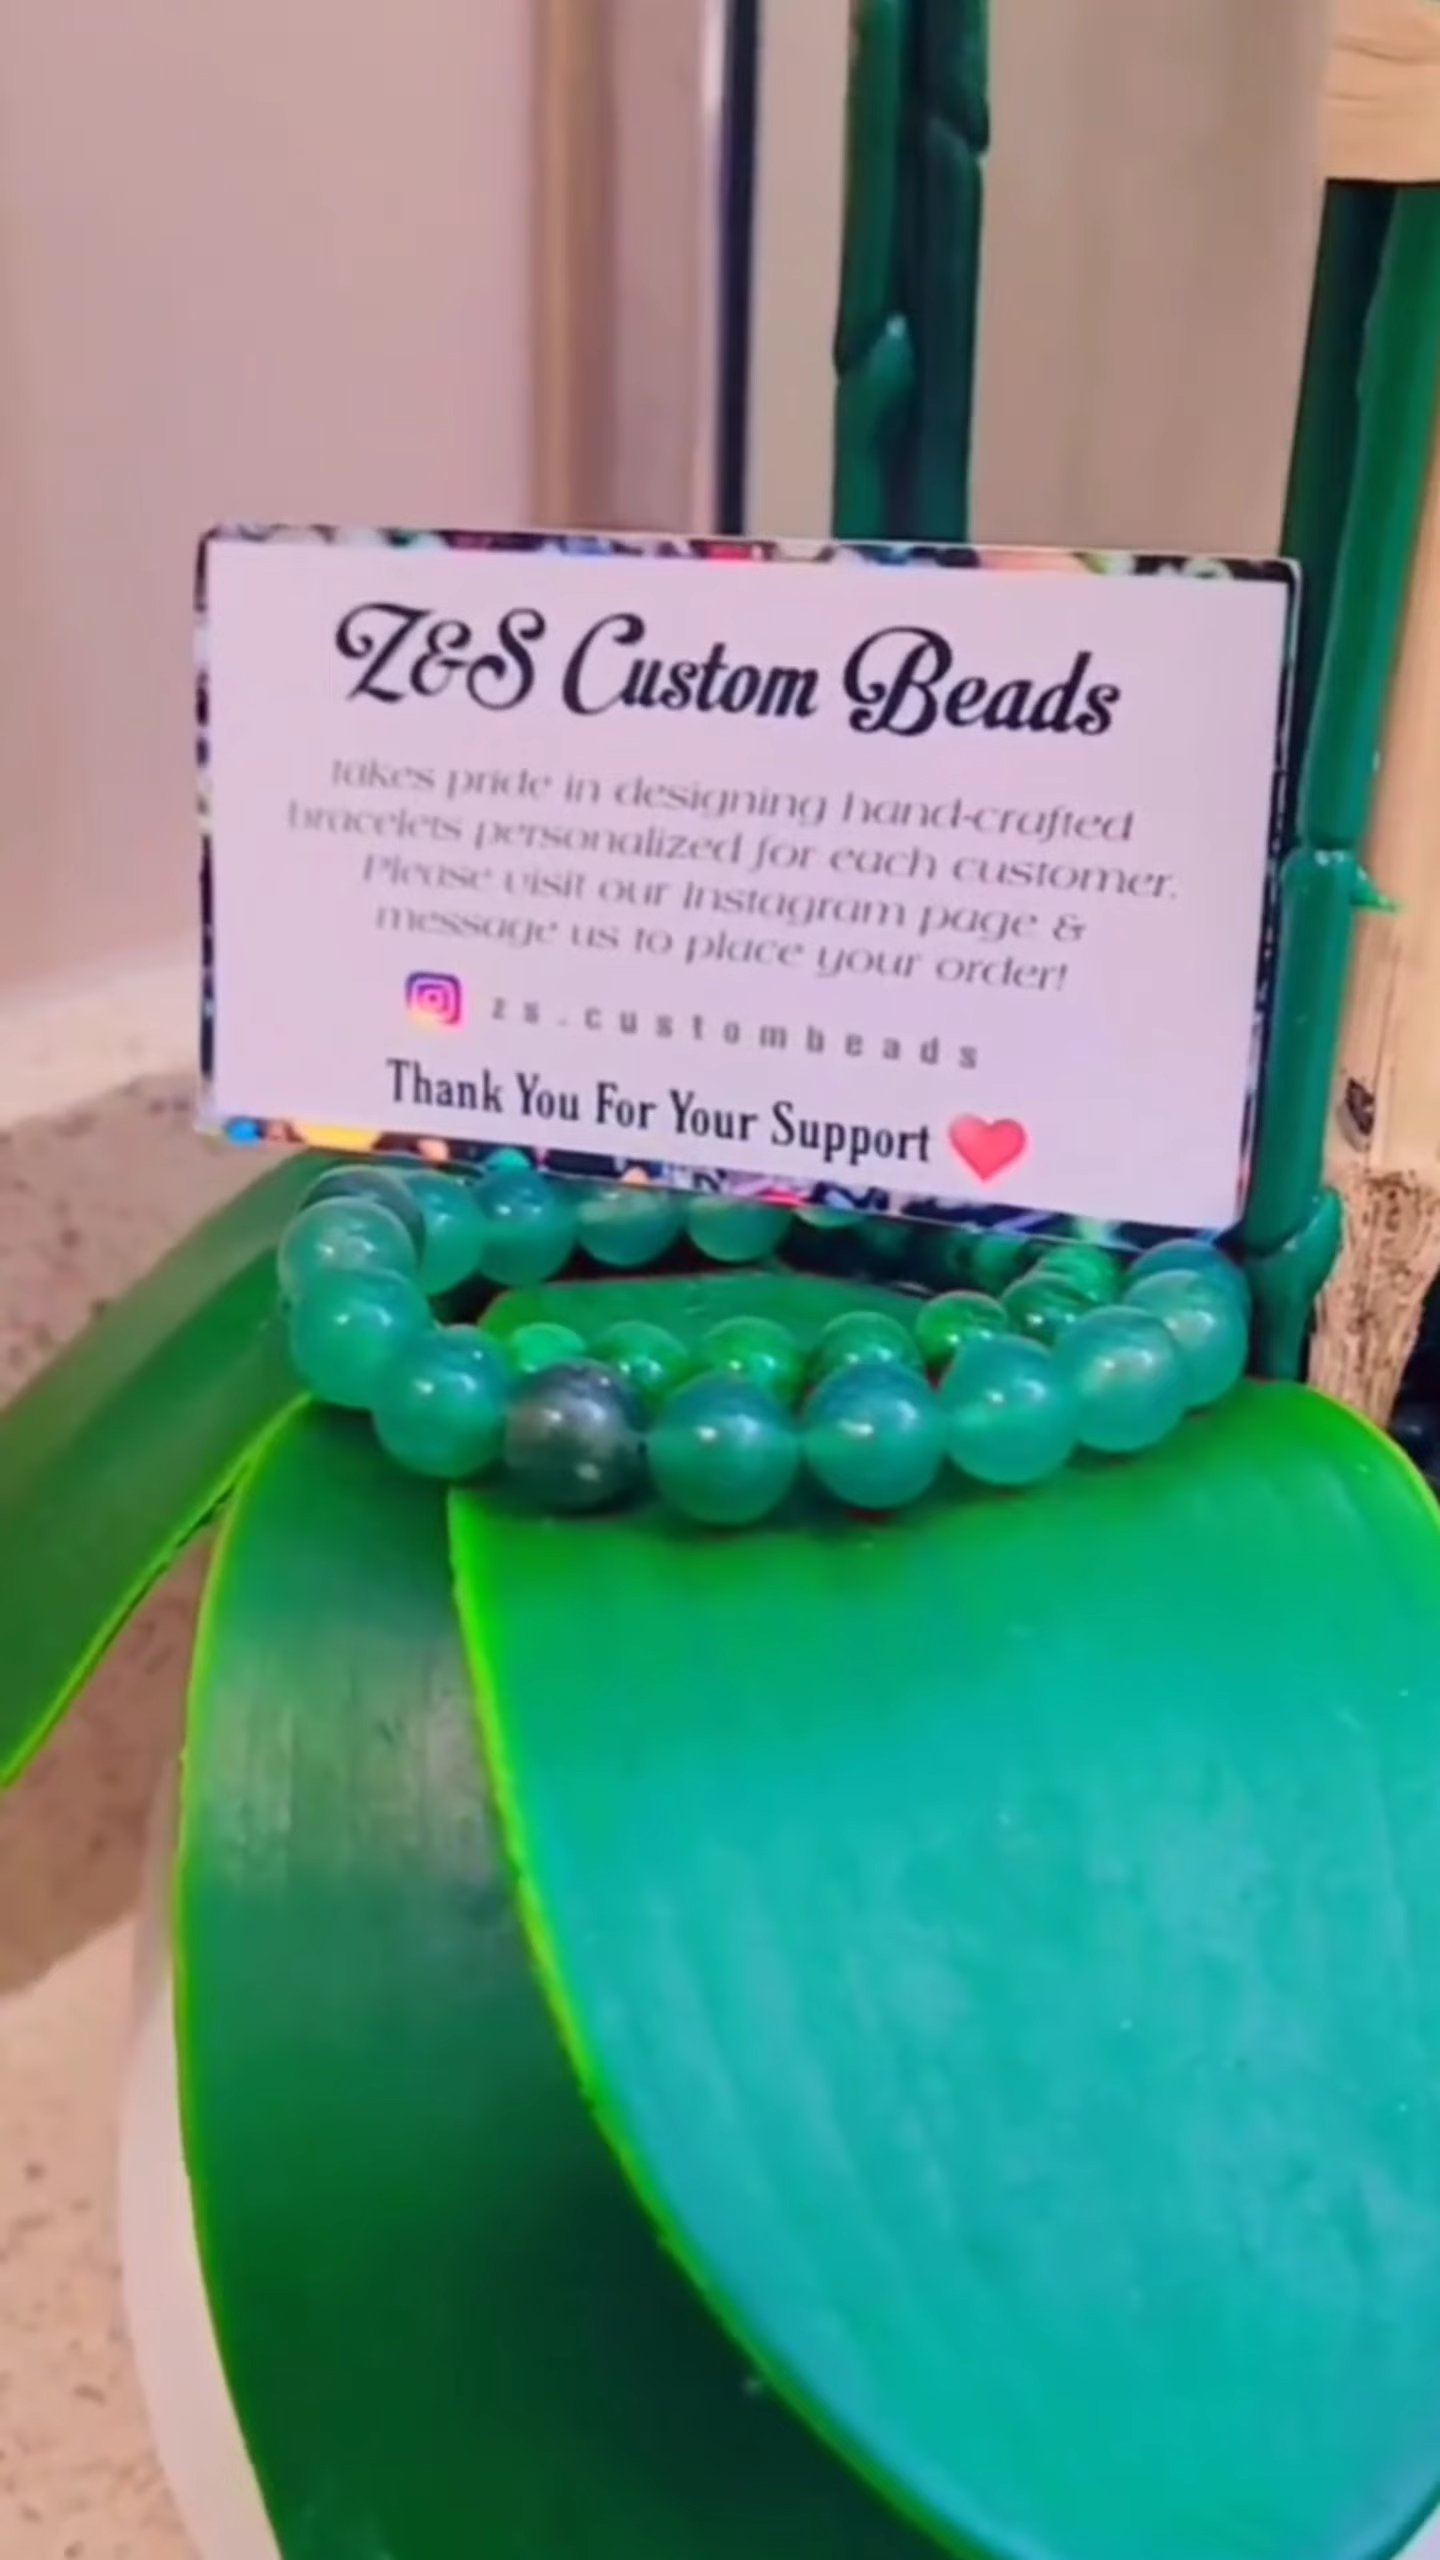 Z&S Custom Beads
takes pride in designing hand-crafted
bracelets personalized for each customer.
Please visit our Instagram page &
message us to place your order!
zs.custombeads
Thank You For Your Support ❤